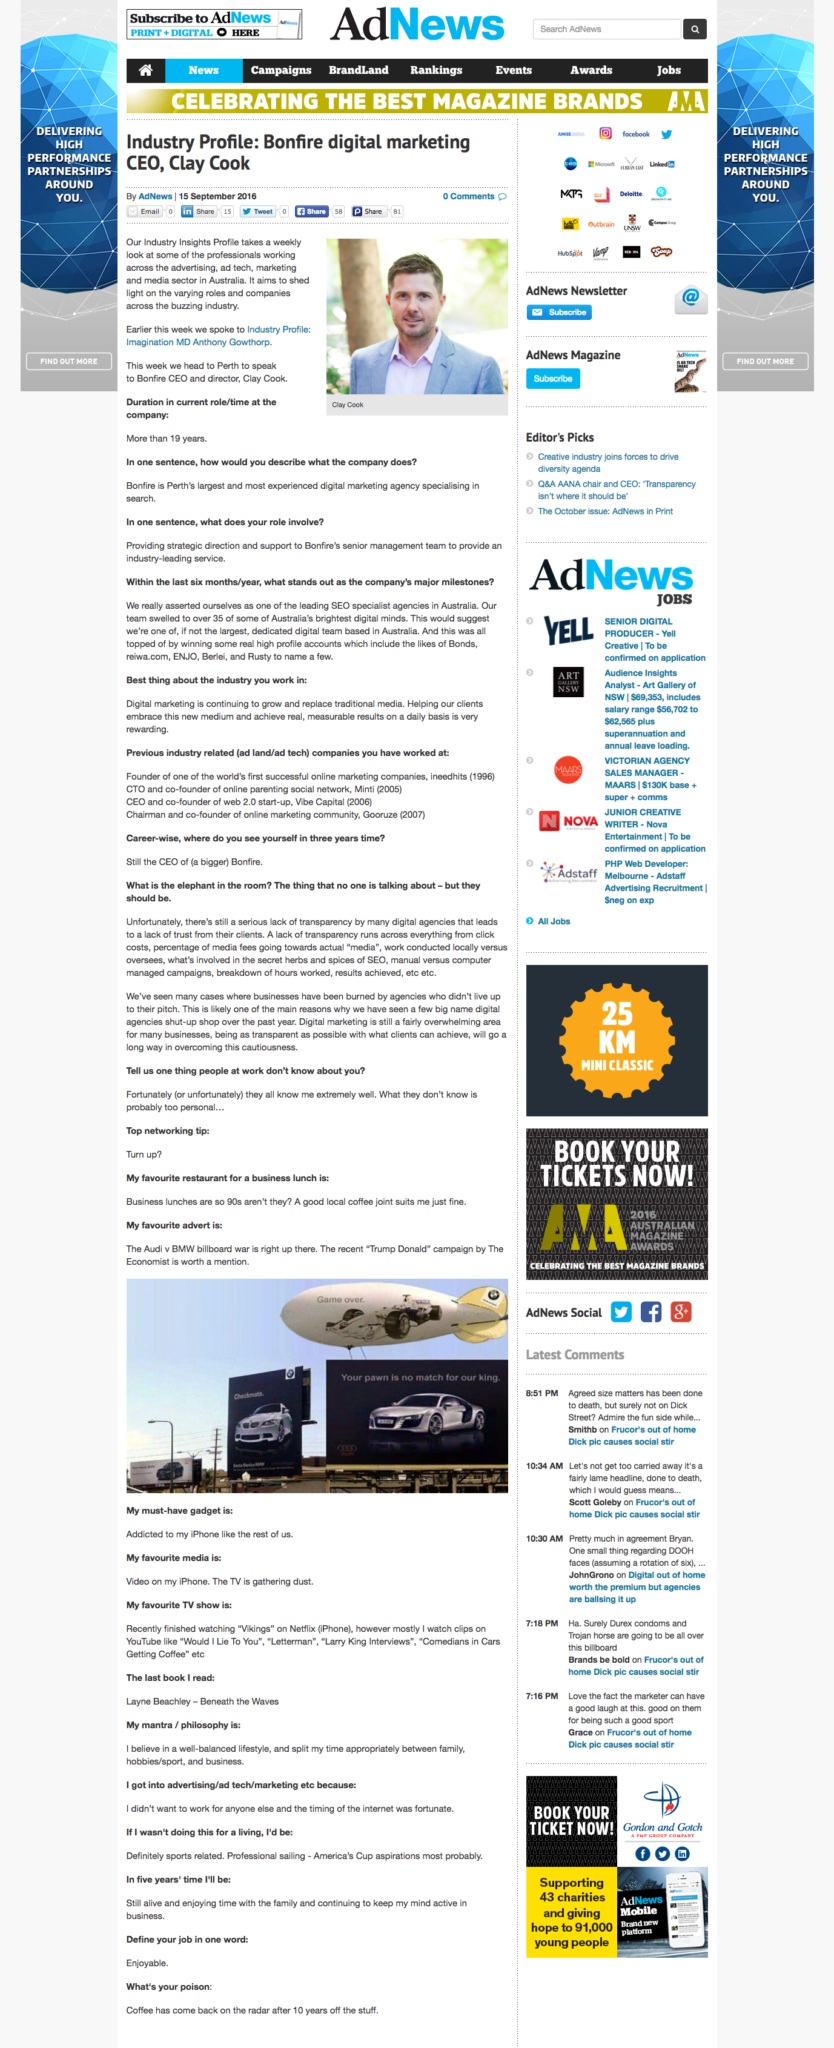 Subscribe to AdNews
PRINT + DIGITAL HERE
AdNews
Search AdNews
News Campaigns BrandLand Rankings Events Awards Jobs
CELEBRATING THE BEST MAGAZINE BRANDS AMA
DELIVERING
HIGH
PERFORMANCE
PARTNERSHIPS
AROUND
YOU.
FIND OUT MORE
Industry Profile: Bonfire digital marketing
CEO, Clay Cook
By AdNews | 15 September 2016
0 Comments
Email 0 Share 15 Tweet 0 Share 58 Share 81
Our Industry Insights Profile takes a weekly
look at some of the professionals working
across the advertising, ad tech, marketing
and media sector in Australia. It aims to shed
light on the varying roles and companies
across the buzzing industry.
Earlier this week we spoke to Industry Profile:
Imagination MD Anthony Gowthorp.
This week we head to Perth to speak
to Bonfire CEO and director, Clay Cook.
Clay Cook
Duration in current role/time at the
company:
More than 19 years.
In one sentence, how would you describe what the company does?
Bonfire is Perth's largest and most experienced digital marketing agency specialising in
search.
In one sentence, what does your role involve?
Providing strategic direction and support to Bonfire's senior management team to provide an
industry-leading service.
Within the last six months/year, what stands out as the company's major milestones?
We really asserted ourselves as one of the leading SEO specialist agencies in Australia. Our
team swelled to over 35 of some of Australia's brightest digital minds. This would suggest
we're one of, if not the largest, dedicated digital team based in Australia. And this was all
topped of by winning some real high profile accounts which include the likes of Bonds,
reiwa.com, ENJO, Berlei, and Rusty to name a few.
Best thing about the industry you work in:
Digital marketing is continuing to grow and replace traditional media. Helping our clients
embrace this new medium and achieve real, measurable results on a daily basis is very
rewarding.
Previous industry related (ad land/ad tech) companies you have worked at:
Founder of one of the world's first successful online marketing companies, ineedhits (1996)
CTO and co-founder of online parenting social network, Minti (2005)
CEO and co-founder of web 2.0 start-up, Vibe Capital (2006)
Chairman and co-founder of online marketing community, Gooruze (2007)
Career-wise, where do you see yourself in three years time?
Still the CEO of (a bigger) Bonfire.
What is the elephant in the room? The thing that no one is talking about – but they
should be.
Unfortunately, there's still a serious lack of transparency by many digital agencies that leads
to a lack of trust from their clients. A lack of transparency runs across everything from click
costs, percentage of media fees going towards actual "media", work conducted locally versus
oversees, what's involved in the secret herbs and spices of SEO, manual versus computer
managed campaigns, breakdown of hours worked, results achieved, etc etc.
We've seen many cases where businesses have been burned by agencies who didn't live up
to their pitch. This is likely one of the main reasons why we have seen a few big name digital
agencies shut-up shop over the past year. Digital marketing is still a fairly overwhelming area
for many businesses, being as transparent as possible with what clients can achieve, will go a
long way in overcoming this cautiousness.
Tell us one thing people at work don't know about you?
Fortunately (or unfortunately) they all know me extremely well. What they don't know is
probably too personal…
Top networking tip:
Turn up?
My favourite restaurant for a business lunch is:
Business lunches are so 90s aren't they? A good local coffee joint suits me just fine.
My favourite advert is:
The Audi v BMW billboard war is right up there. The recent "Trump Donald" campaign by The
Economist is worth a mention.
Game over.
Checkmate.
Your pawn is no match for our king.
My must-have gadget is:
Addicted to my iPhone like the rest of us.
My favourite media is:
Video on my iPhone. The TV is gathering dust.
My favourite TV show is:
Recently finished watching "Vikings" on Netflix (iPhone), however mostly I watch clips on
YouTube like "Would I Lie To You", "Letterman", "Larry King Interviews", "Comedians in Cars
Getting Coffee" etc
The last book I read:
Layne Beachley – Beneath the Waves
My mantra / philosophy is:
I believe in a well-balanced lifestyle, and split my time appropriately between family,
hobbies/sport, and business.
I got into advertising/ad tech/marketing etc because:
I didn't want to work for anyone else and the timing of the internet was fortunate.
If I wasn't doing this for a living, I'd be:
Definitely sports related. Professional sailing - America's Cup aspirations most probably.
In five years' time I'll be:
Still alive and enjoying time with the family and continuing to keep my mind active in
business.
Define your job in one word:
Enjoyable.
What's your poison:
Coffee has come back on the radar after 10 years off the stuff.
facebook
Microsoft LinkedIn
Deloitte.
Outbrain UNSW
HubSpot
AdNews Newsletter
Subscribe
AdNews Magazine
Subscribe
Editor's Picks
Creative industry joins forces to drive
diversity agenda
Q&A AANA chair and CEO: 'Transparency
isn't where it should be'
The October issue: AdNews in Print
AdNews
JOBS
YELL
SENIOR DIGITAL
PRODUCER - Yell
Creative | To be
confirmed on application
ART
GALLERY
NSW
Audience Insights
Analyst - Art Gallery of
NSW | $69,353, includes
salary range $56,702 to
$62,565 plus
superannuation and
annual leave loading.
MAARS
VICTORIAN AGENCY
SALES MANAGER -
MAARS | $130K base +
super + comms
N NOVA
JUNIOR CREATIVE
WRITER - Nova
Entertainment | To be
confirmed on application
Adstaff
PHP Web Developer:
Melbourne - Adstaff
Advertising Recruitment |
$neg on exp
All Jobs
25
KM
MINI CLASSIC
BOOK YOUR
TICKETS NOW!
AMA
2016
AUSTRALIAN
MAGAZINE
AWARDS
CELEBRATING THE BEST MAGAZINE BRANDS
AdNews Social
Latest Comments
8:51 PM Agreed size matters has been done
to death, but surely not on Dick
Street? Admire the fun side while...
Smithb on Frucor's out of home
Dick pic causes social stir
10:34 AM Let's not get too carried away it's a
fairly lame headline, done to death,
which I would guess means...
Scott Goleby on Frucor's out of
home Dick pic causes social stir
10:30 AM Pretty much in agreement Bryan.
One small thing regarding DOOH
faces (assuming a rotation of six), ...
JohnGrono on Digital out of home
worth the premium but agencies
are ballsing it up
7:18 PM Ha. Surely Durex condoms and
Trojan horse are going to be all over
this billboard
Brands be bold on Frucor's out of
home Dick pic causes social stir
7:16 PM Love the fact the marketer can have
a good laugh at this. good on them
for being such a good sport
Grace on Frucor's out of home
Dick pic causes social stir
BOOK YOUR
TICKET NOW!
Gordon and Gotch
A PMP GROUP COMPANY
Supporting
43 charities
and giving
hope to 91,000
young people
AdNews
Mobile
Brand new
platform
DELIVERING
HIGH
PERFORMANCE
PARTNERSHIPS
AROUND
YOU.
FIND OUT MORE